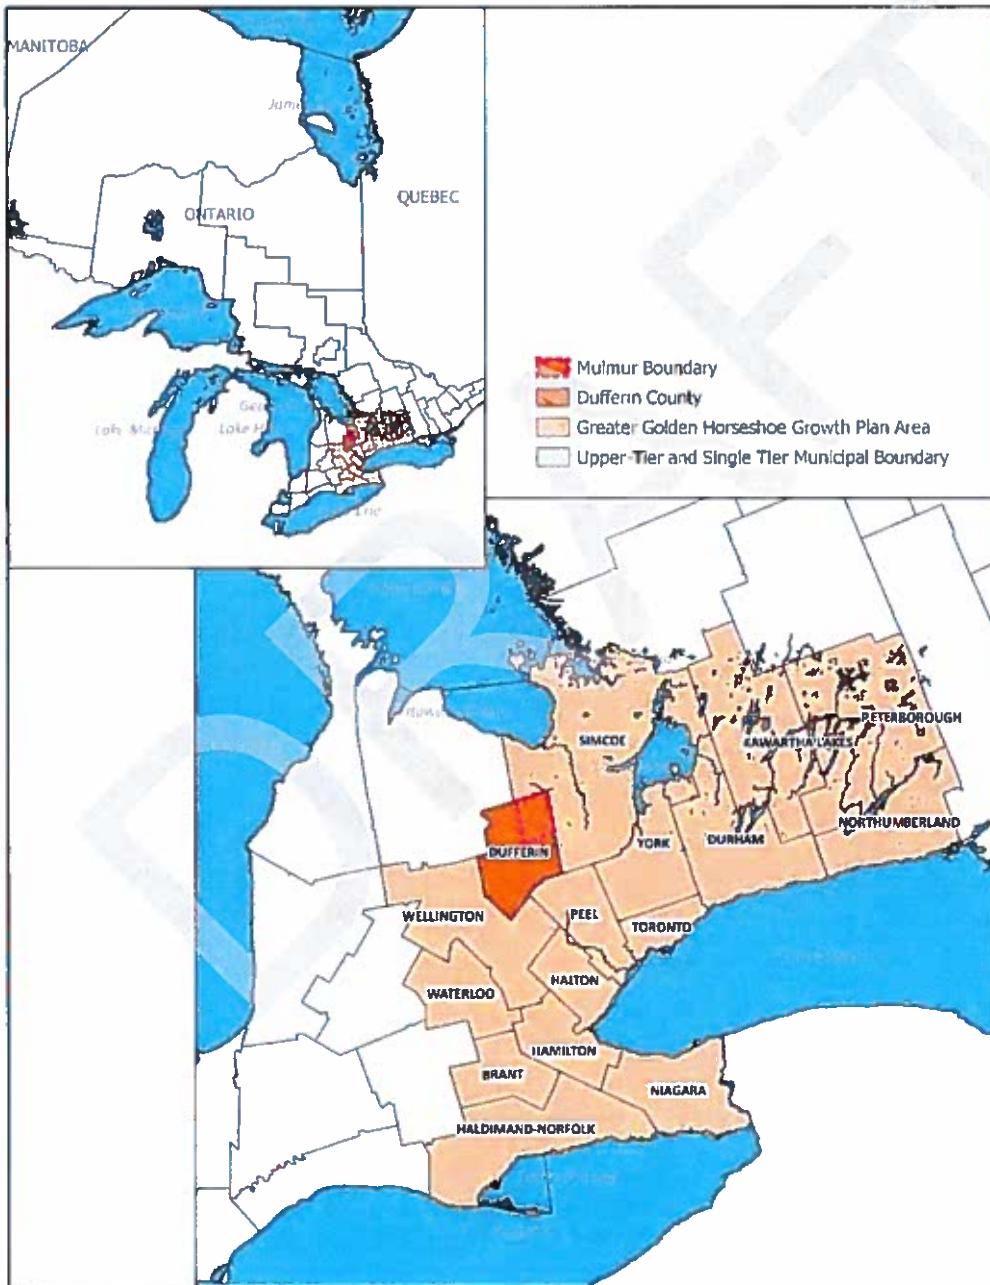 MANITOBA
QUEBEC
ONTARIO
Mulmur Boundary
Dufferin County
Greater Golden Horseshoe Growth Plan Area
Upper-Tier and Single Tier Municipal Boundary
SIMCOE
PETERBOROUGH
KAWARTHA LAKES
NORTHUMBERLAND
YORK
DURHAM
DUFFERIN
WELLINGTON
PEEL
TORONTO
HALTON
WATERLOO
HAMILTON
BRANT
NIAGARA
HALDIMAND-NORFOLK
DRAFT